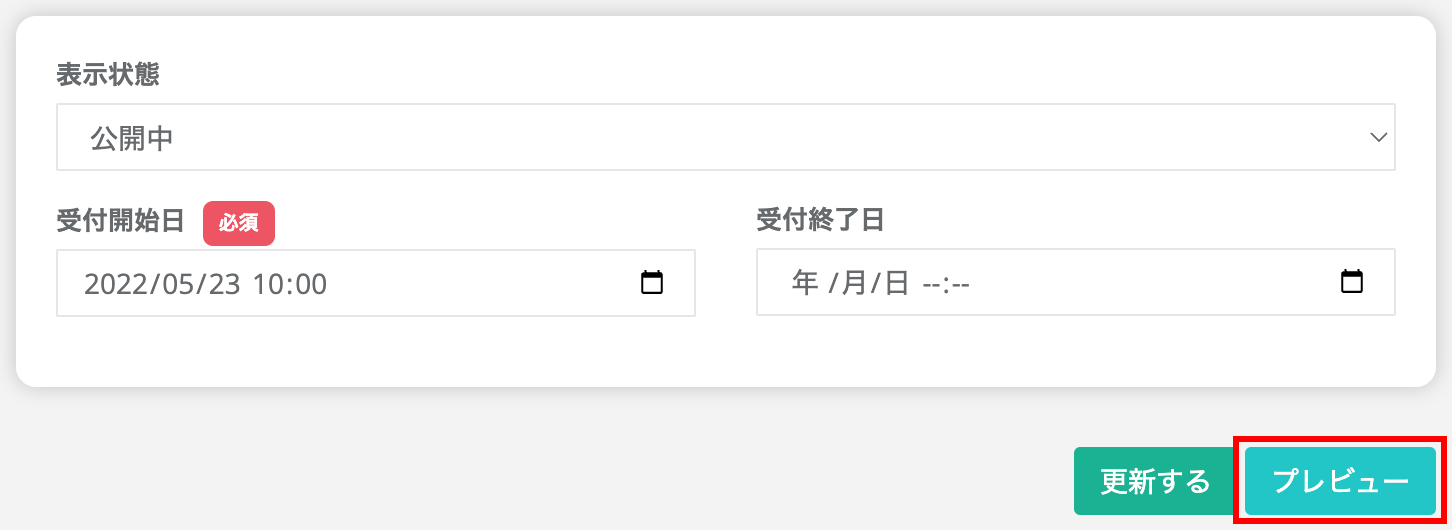 表示状態
公開中
受付開始日 必須
2022/05/23 10:00
受付終了日
年 /月/日 --:--
更新する
プレビュー